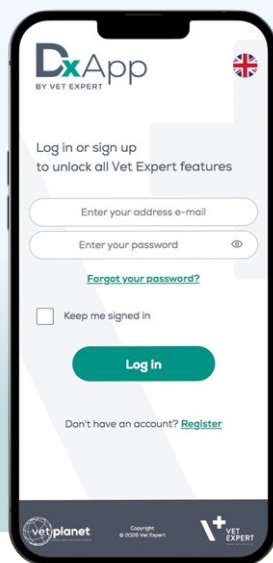 DxApp
BY VET EXPERT
Log in or sign up
to unlock all Vet Expert features
Enter your address e-mail
Enter your password
Forgot your password?
Keep me signed in
Log in
Don't have an account? Register
vetplanet
Copyright
© 2026 Vet Expert
V+ VET
EXPERT